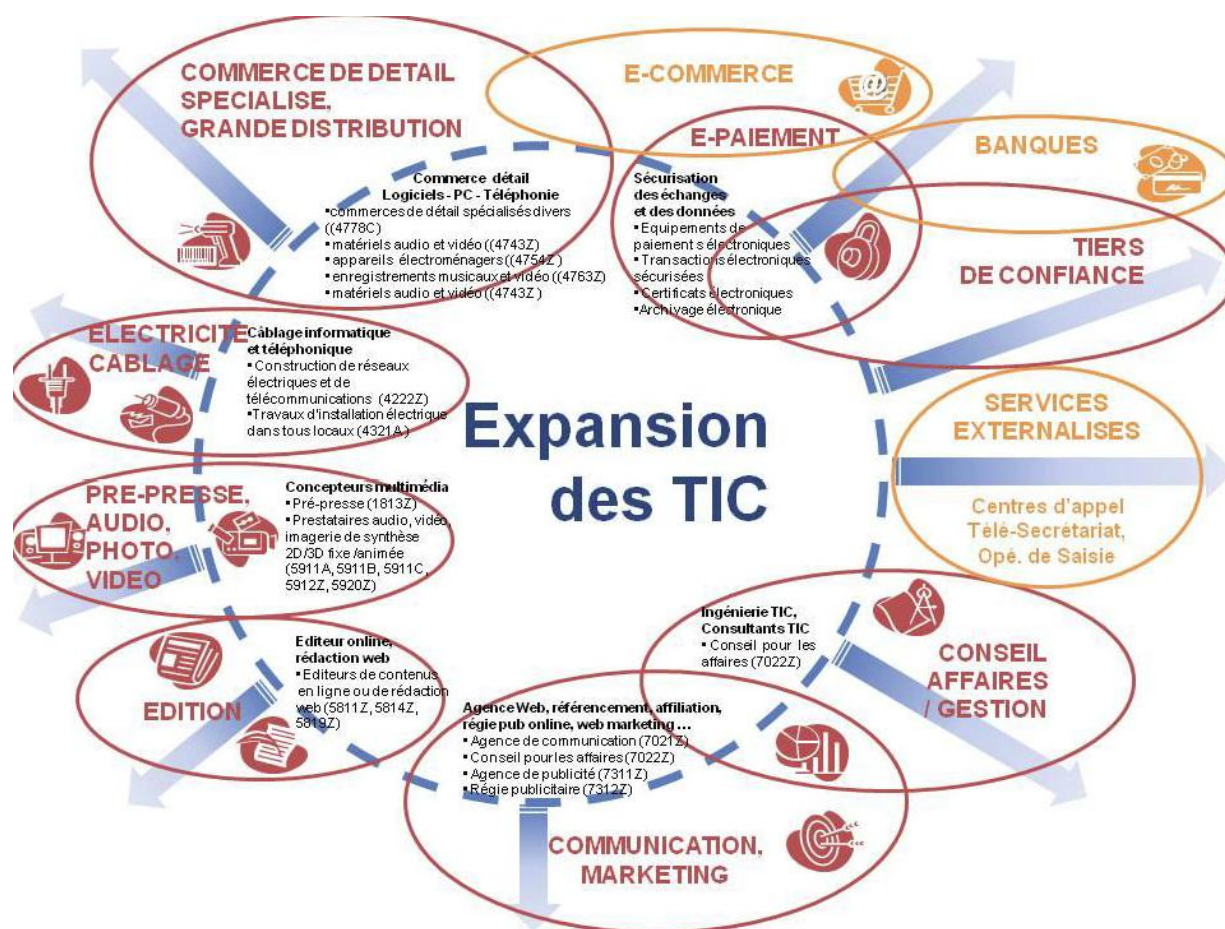 COMMERCE DE DETAIL
SPECIALISE,
GRANDE DISTRIBUTION
Commerce détail
Logiciels - PC - Téléphonie
▪commerces de détail spécialisés divers
((4778C)
▪matériels audio et vidéo ((4743Z)
▪appareils électroménagers ((4754Z)
▪enregistrements musicaux et vidéo ((4763Z)
▪matériels audio et vidéo ((4743Z )
E-COMMERCE
@
E-PAIEMENT
Sécurisation
des échanges
et des données
▪Equipements de
paiements électroniques
▪Transactions électroniques
sécurisées
▪Certificats électroniques
▪Archivage électronique
BANQUES
TIERS
DE CONFIANCE
ELECTRICITE
CABLAGE
Câblage informatique
et téléphonique
▪ Construction de réseaux
électriques et de
télécommunications (4222Z)
▪Travaux d'installation électrique
dans tous locaux (4321A)
Expansion
des TIC
SERVICES
EXTERNALISES
Centres d'appel
Télé-Secrétariat,
Opé. de Saisie
PRE-PRESSE,
AUDIO,
PHOTO,
VIDEO
Concepteurs multimédia
▪Pré-presse (1813Z)
▪Prestataires audio, vidéo,
imagerie de synthèse
2D/3D fixe /animée
(5911A, 5911B, 5911C,
5912Z, 5920Z)
EDITION
Editeur online,
rédaction web
▪Editeurs de contenus
en ligne ou de rédaction
web (5811Z, 5814Z,
5819Z)
Agence Web, référencement, affiliation,
régie pub online, web marketing ...
▪Agence de communication (7021Z)
▪Conseil pour les affaires (7022Z)
▪Agence de publicité (7311Z)
▪Régie publicitaire (7312Z)
COMMUNICATION,
MARKETING
Ingénierie TIC,
Consultants TIC
▪ Conseil pour les
affaires (7022Z)
CONSEIL
AFFAIRES
/ GESTION